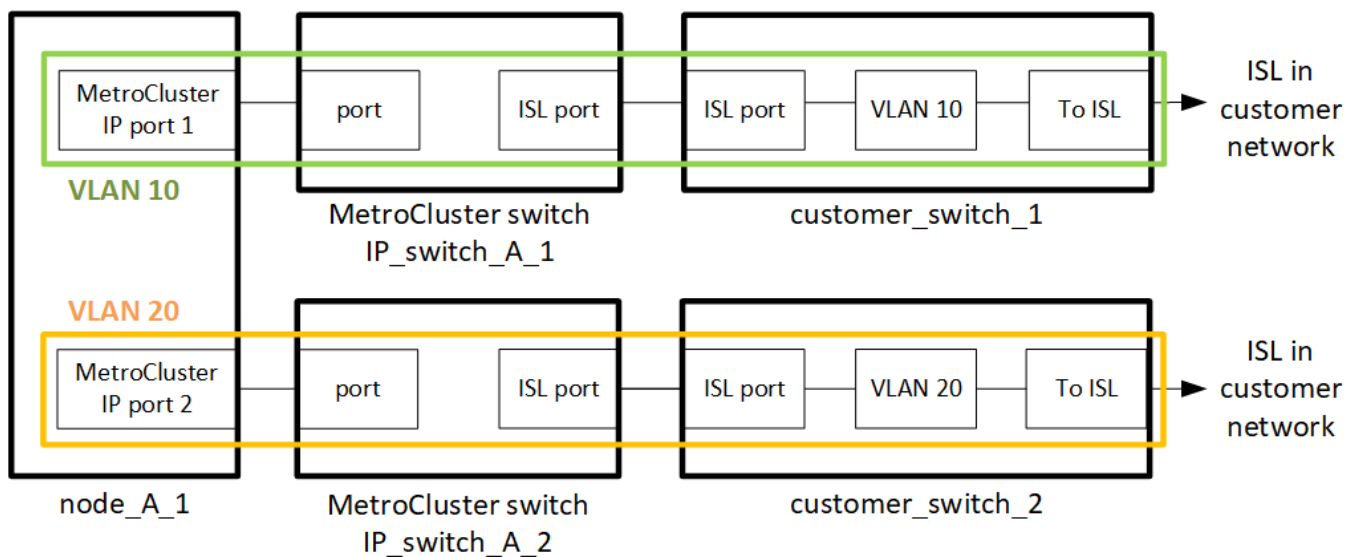 MetroCluster
IP port 1
port
ISL port
ISL port
VLAN 10
To ISL
ISL in
customer
network
VLAN 10
MetroCluster switch
IP_switch_A_1
customer_switch_1
VLAN 20
MetroCluster
IP port 2
port
ISL port
ISL port
VLAN 20
To ISL
ISL in
customer
network
node_A_1
MetroCluster switch
IP_switch_A_2
customer_switch_2